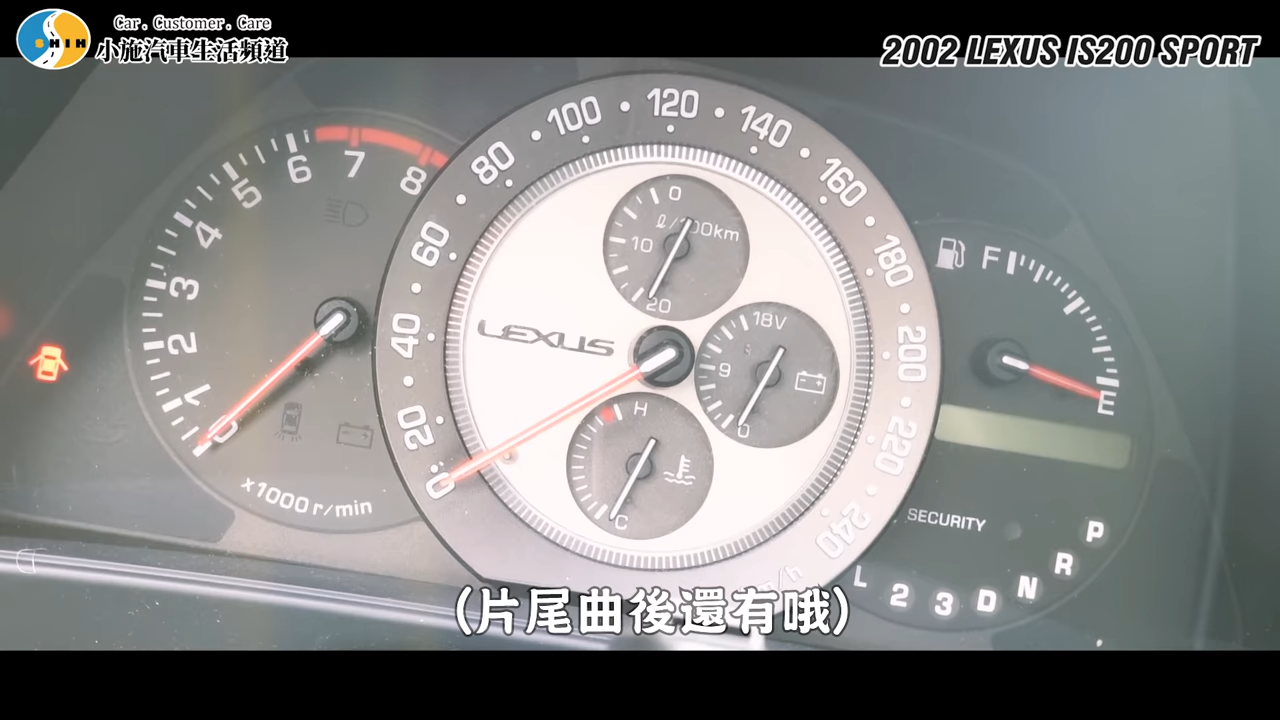 Car . Customer . Care
SHIH
小施汽車生活頻道
2002 LEXUS IS200 SPORT
0
1
2
3
4
5
6
7
8
x1000 r/min
0
20
40
60
80
100
120
140
160
180
200
220
240
LEXUS
0
ℓ/100km
10
20
18V
9
0
H
C
F
E
SECURITY
P
R
N
D
3
2
L
(片尾曲後還有哦)